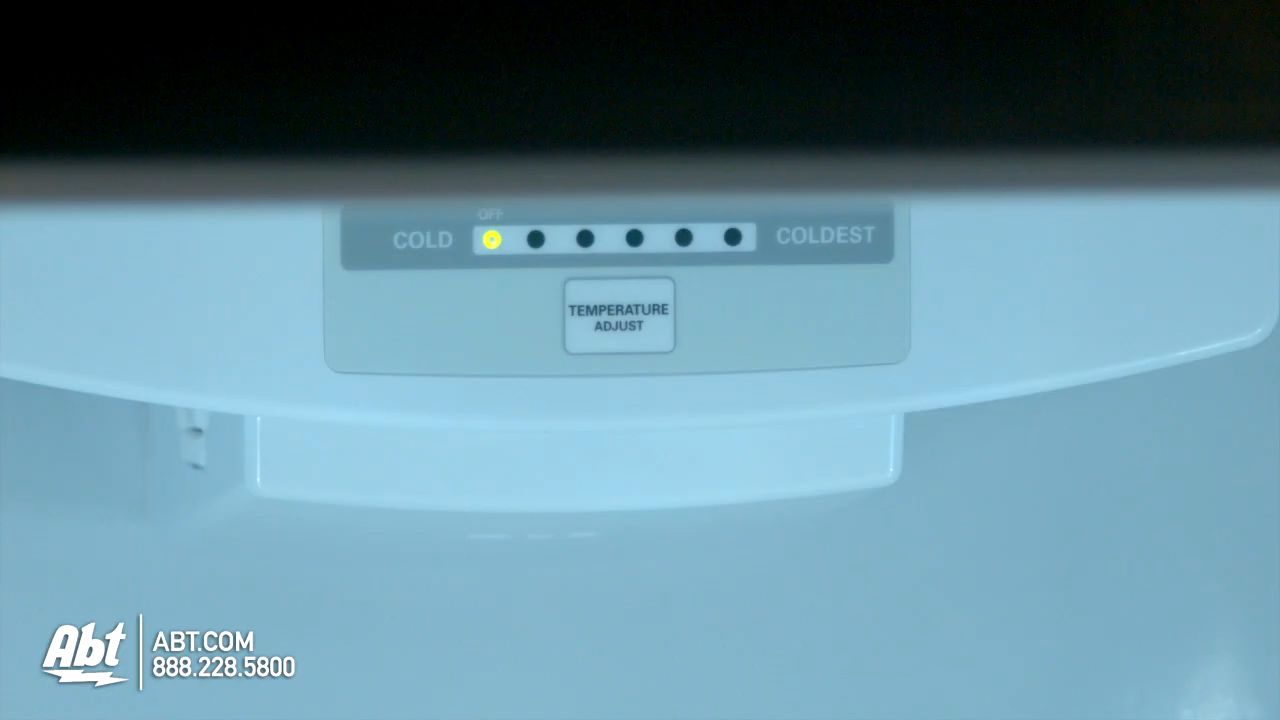 OFF
COLD
COLDEST
TEMPERATURE
ADJUST
Abt
ABT.COM
888.228.5800